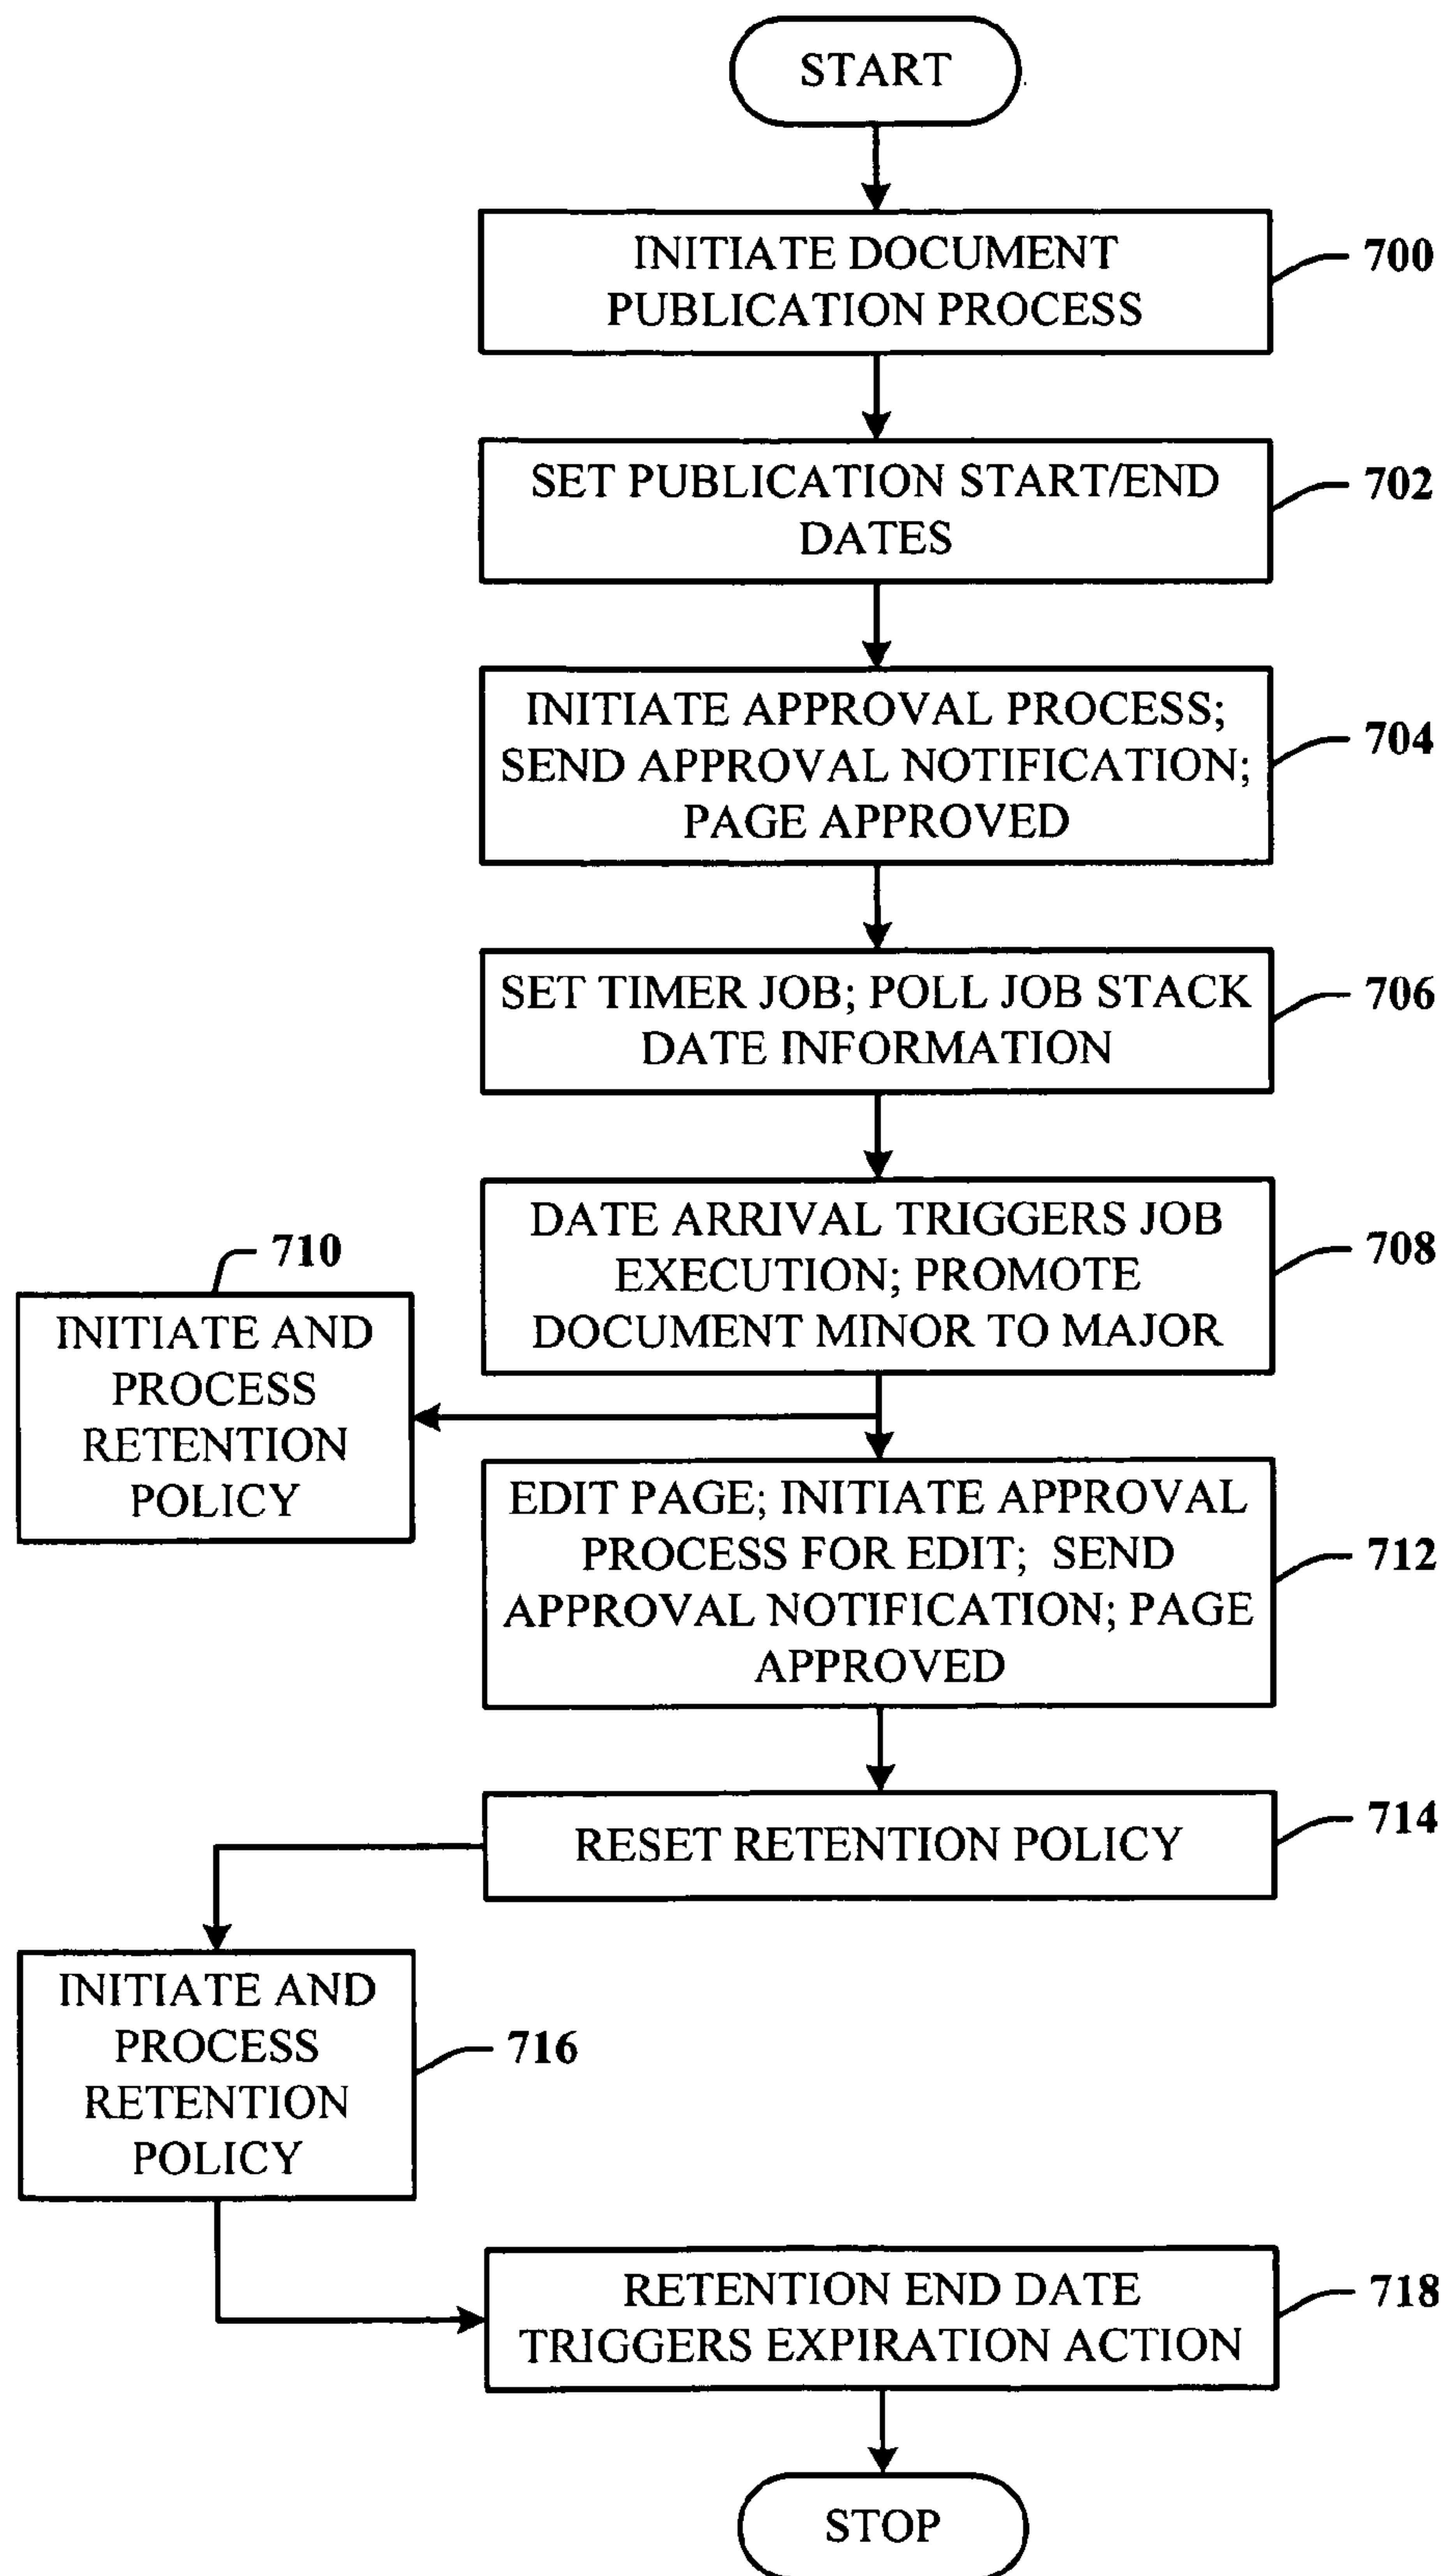 START
INITIATE DOCUMENT
PUBLICATION PROCESS
700
SET PUBLICATION START/END
DATES
702
INITIATE APPROVAL PROCESS;
SEND APPROVAL NOTIFICATION;
PAGE APPROVED
704
SET TIMER JOB; POLL JOB STACK
DATE INFORMATION
706
DATE ARRIVAL TRIGGERS JOB
EXECUTION; PROMOTE
DOCUMENT MINOR TO MAJOR
708
710
INITIATE AND
PROCESS
RETENTION
POLICY
EDIT PAGE; INITIATE APPROVAL
PROCESS FOR EDIT; SEND
APPROVAL NOTIFICATION; PAGE
APPROVED
712
RESET RETENTION POLICY
714
INITIATE AND
PROCESS
RETENTION
POLICY
716
RETENTION END DATE
TRIGGERS EXPIRATION ACTION
718
STOP